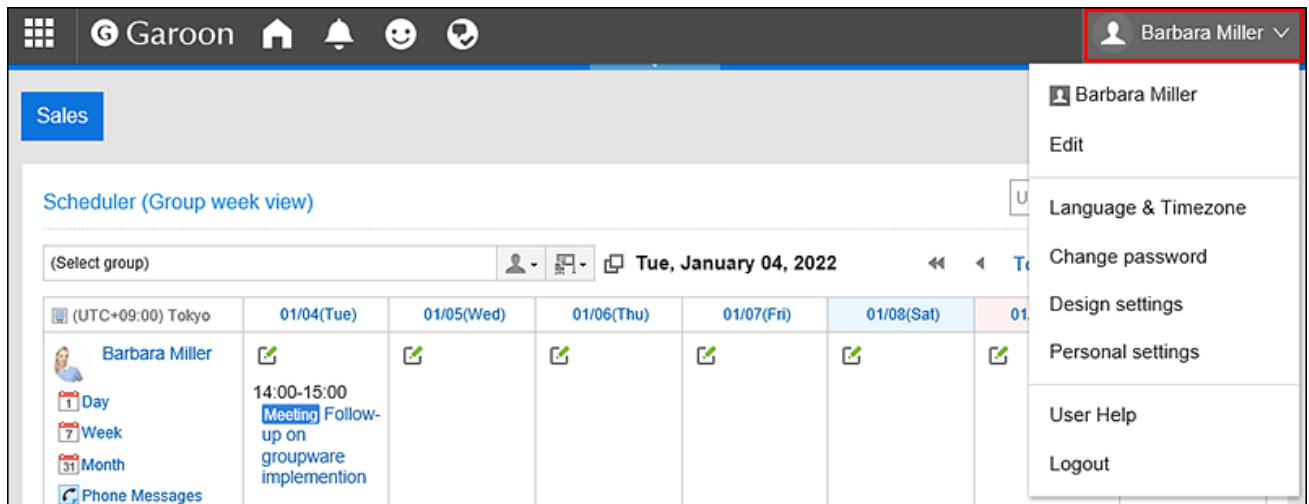 G Garoon
Barbara Miller
Barbara Miller
Edit
Language & Timezone
Change password
Design settings
Personal settings
User Help
Logout
Sales
Scheduler (Group week view)
U
(Select group)
Tue, January 04, 2022
(UTC+09:00) Tokyo 01/04(Tue) 01/05(Wed) 01/06(Thu) 01/07(Fri) 01/08(Sat)
Barbara Miller
1 Day
7 Week
31 Month
Phone Messages
14:00-15:00
Meeting Follow-
up on
groupware
implemention